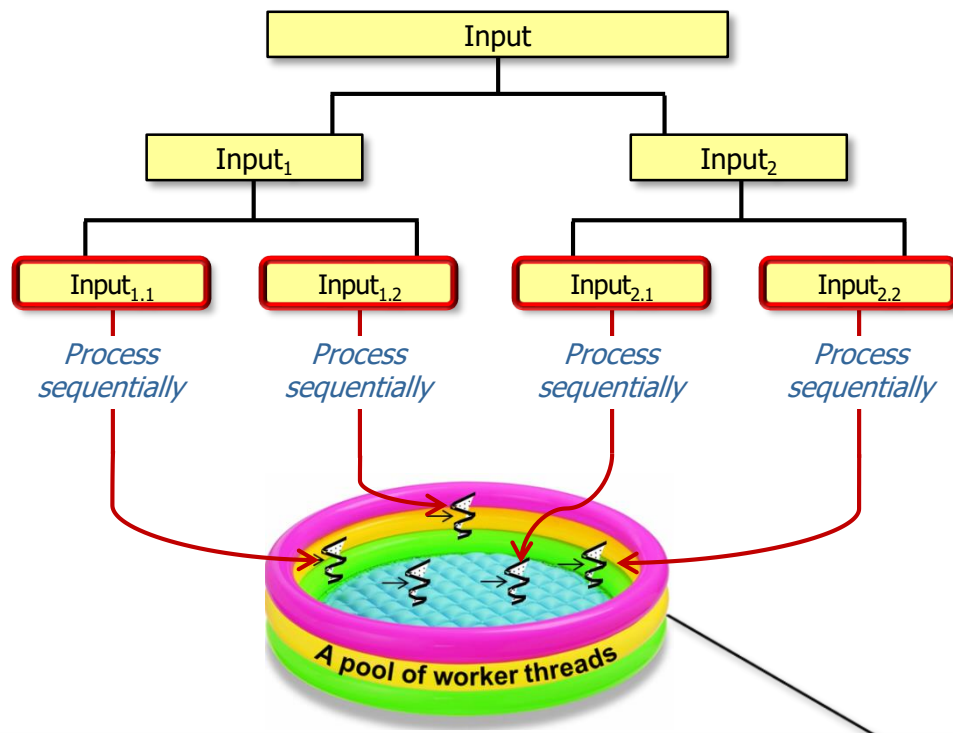 Input
Input₁
Input₂
Input₁.₁
Input₁.₂
Input₂.₁
Input₂.₂
Process
sequentially
Process
sequentially
Process
sequentially
Process
sequentially
A pool of worker threads